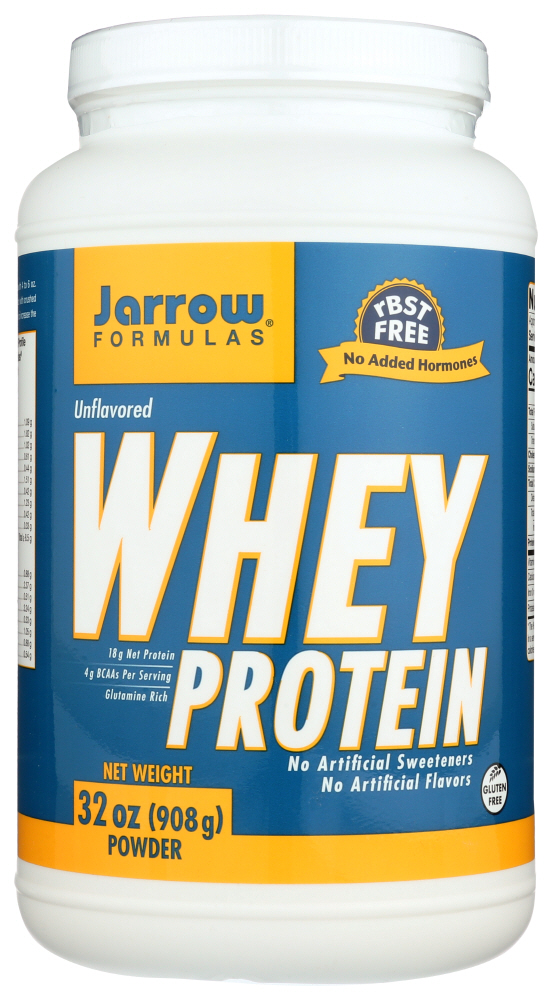 Jarrow®
FORMULAS
rBST
FREE
No Added Hormones
Unflavored
WHEY
PROTEIN
18g Net Protein
4g BCAAs Per Serving
Glutamine Rich
No Artificial Sweeteners
No Artificial Flavors
NET WEIGHT
32 oz (908 g)
POWDER
GLUTEN
FREE